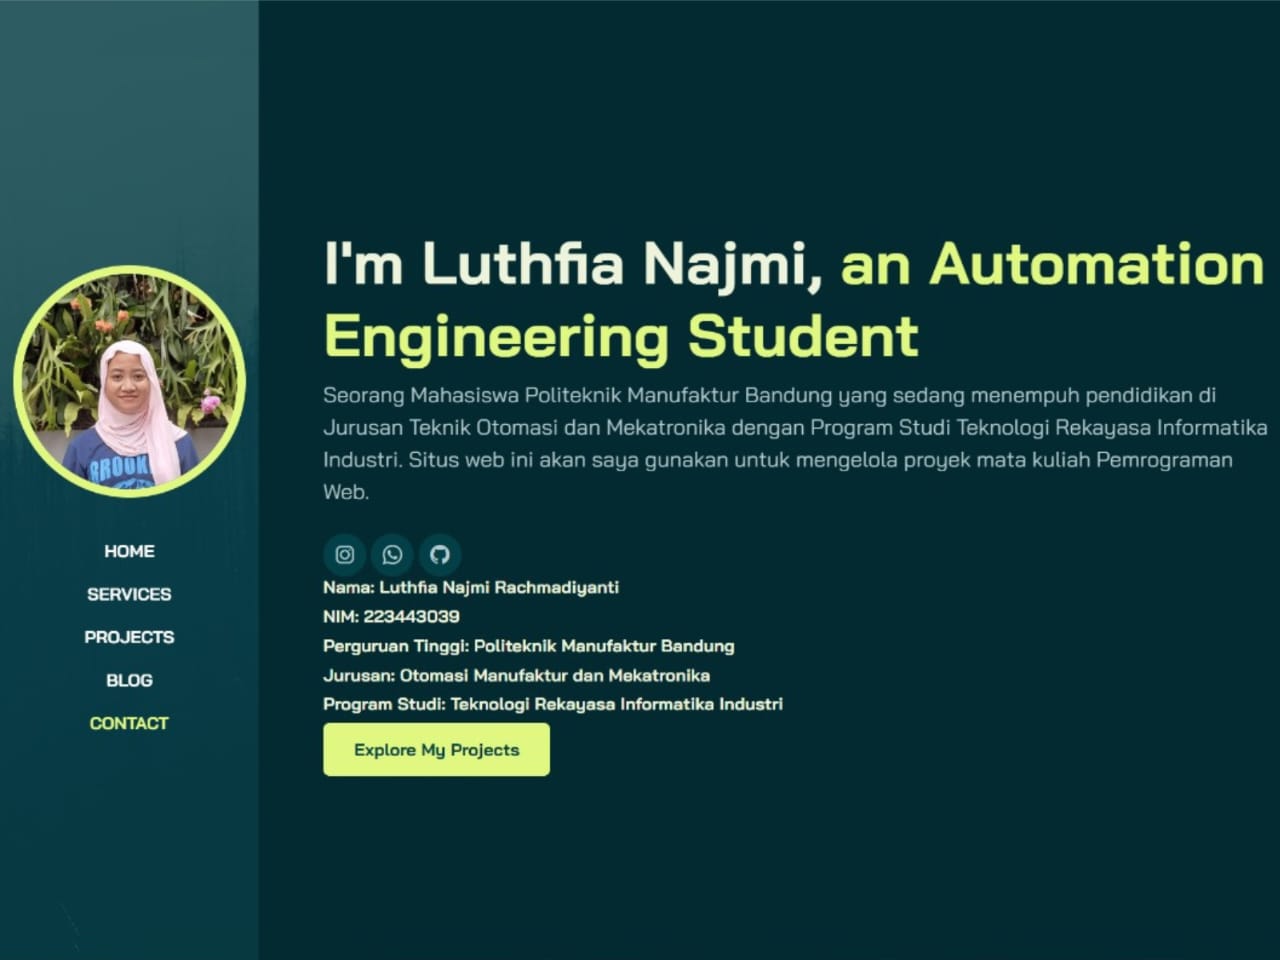 BROOK
HOME
SERVICES
PROJECTS
BLOG
CONTACT
I'm Luthfia Najmi, an Automation
Engineering Student
Seorang Mahasiswa Politeknik Manufaktur Bandung yang sedang menempuh pendidikan di
Jurusan Teknik Otomasi dan Mekatronika dengan Program Studi Teknologi Rekayasa Informatika
Industri. Situs web ini akan saya gunakan untuk mengelola proyek mata kuliah Pemrograman
Web.
Nama: Luthfia Najmi Rachmadiyanti
NIM: 223443039
Perguruan Tinggi: Politeknik Manufaktur Bandung
Jurusan: Otomasi Manufaktur dan Mekatronika
Program Studi: Teknologi Rekayasa Informatika Industri
Explore My Projects